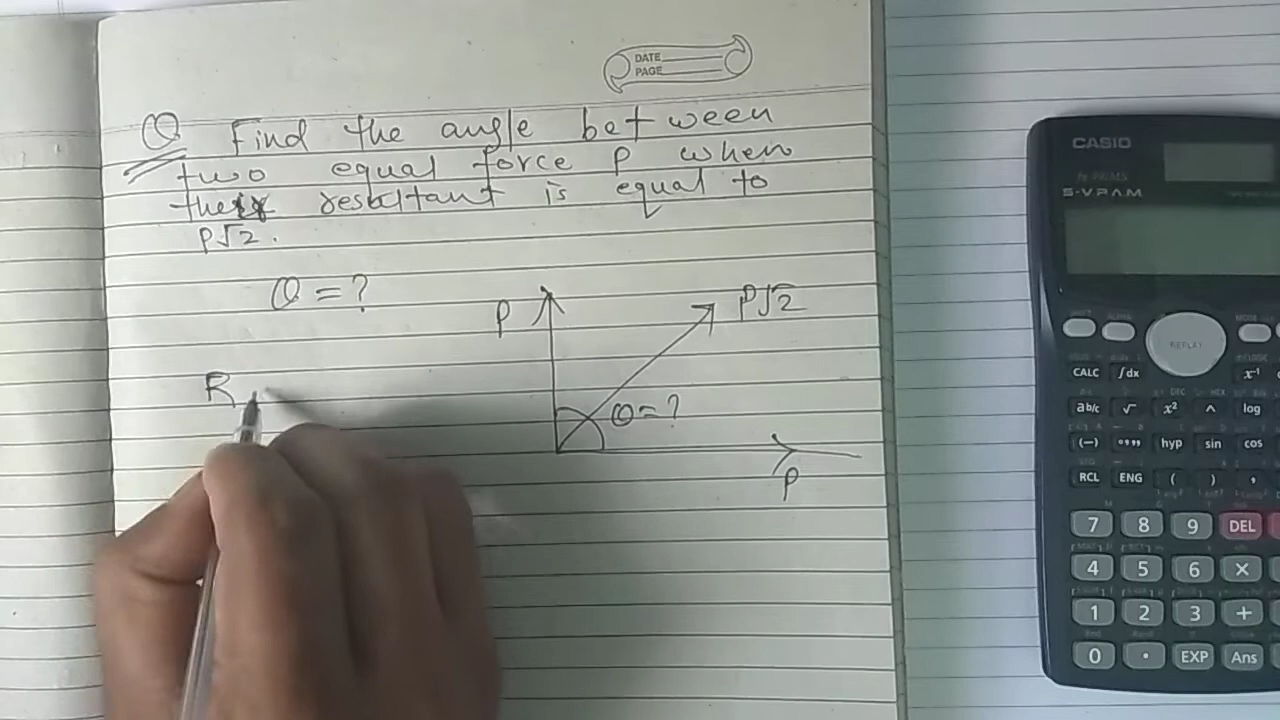 DATE
PAGE
Q Find the angle between
two equal force P when
their resultant is equal to
P√2.
θ = ?
P
P√2
R
θ = ?
P
CASIO
S-V.P.A.M.
REPLAY
CALC ∫dx x⁻¹
ab/c √ x² ^ log
(−) °'" hyp sin cos
RCL ENG ( ) ,
7 8 9 DEL
4 5 6 ×
1 2 3 +
0 · EXP Ans